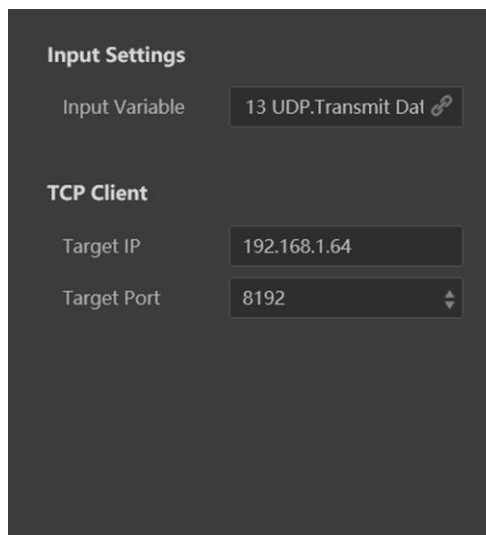 Input Settings
Input Variable 13 UDP.Transmit Dat
TCP Client
Target IP 192.168.1.64
Target Port 8192